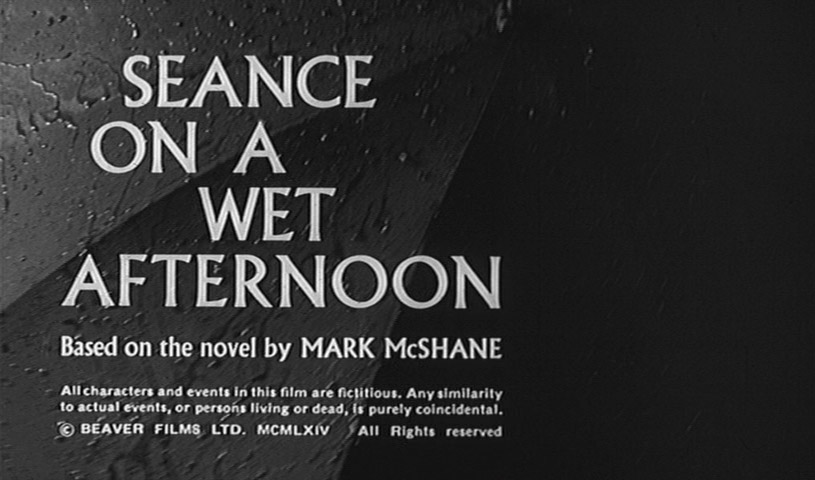 SEANCE
ON A
WET
AFTERNOON
Based on the novel by MARK McSHANE
All characters and events in this film are fictitious. Any similarity
to actual events, or persons living or dead, is purely coincidental.
© BEAVER FILMS LTD. MCMLXIV All Rights reserved